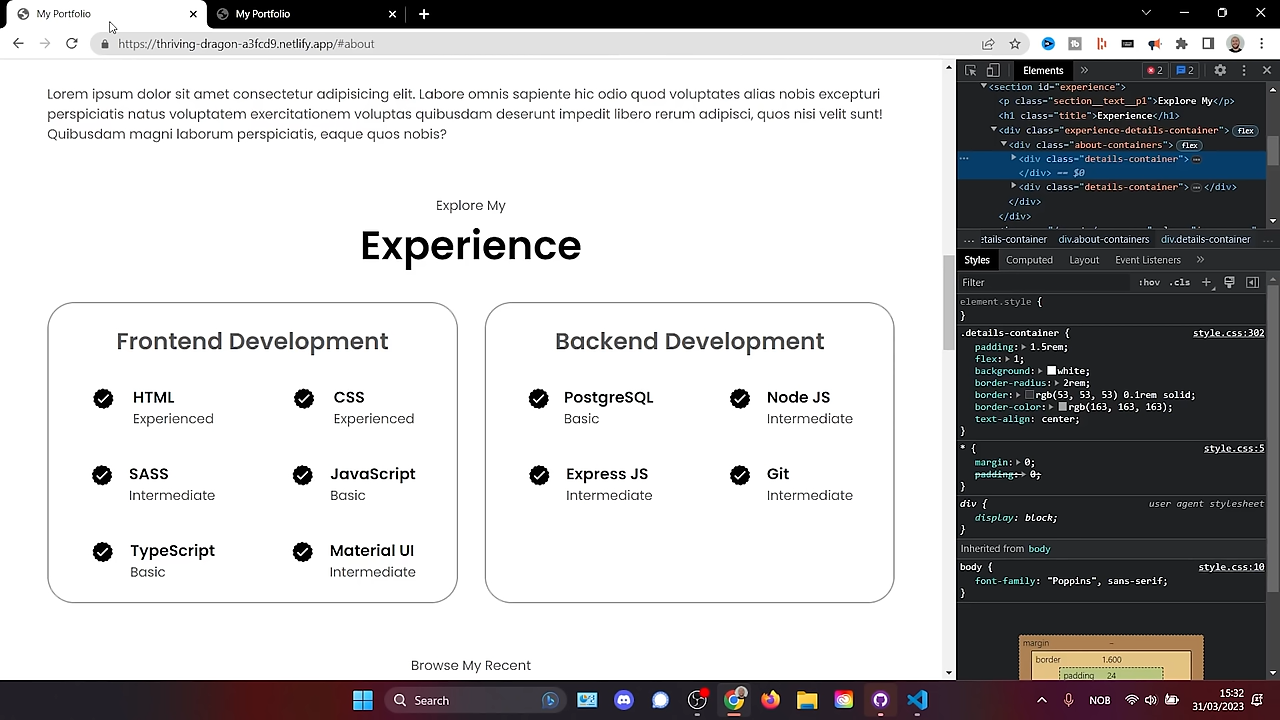 My Portfolio
My Portfolio
https://thriving-dragon-a3fcd9.netlify.app/#about
Lorem ipsum dolor sit amet consectetur adipisicing elit. Labore omnis sapiente hic odio quod voluptates alias nobis excepturi
perspiciatis natus voluptatem exercitationem voluptas quibusdam deserunt impedit libero rerum adipisci, quos nisi velit sunt!
Quibusdam magni laborum perspiciatis, eaque quos nobis?
Explore My
Experience
Frontend Development
HTML
Experienced
CSS
Experienced
SASS
Intermediate
JavaScript
Basic
TypeScript
Basic
Material UI
Intermediate
Backend Development
PostgreSQL
Basic
Node JS
Intermediate
Express JS
Intermediate
Git
Intermediate
Browse My Recent
Elements
2
2
<section id="experience">
<p class="section__text__p1">Explore My</p>
<h1 class="title">Experience</h1>
<div class="experience-details-container"> flex
<div class="about-containers"> flex
<div class="details-container">
</div> == $0
<div class="details-container"> </div>
</div>
</div>
... :tails-container div.about-containers div.details-container
Styles Computed Layout Event Listeners
Filter :hov .cls
element.style {
}
.details-container { style.css:302
padding: 1.5rem;
flex: 1;
background: white;
border-radius: 2rem;
border: rgb(53, 53, 53) 0.1rem solid;
border-color: rgb(163, 163, 163);
text-align: center;
}
* { style.css:5
margin: 0;
padding: 0;
}
div { user agent stylesheet
display: block;
}
Inherited from body
body { style.css:10
font-family: "Poppins", sans-serif;
}
margin –
border 1.600
padding 24
Search
NOB
15:32
31/03/2023